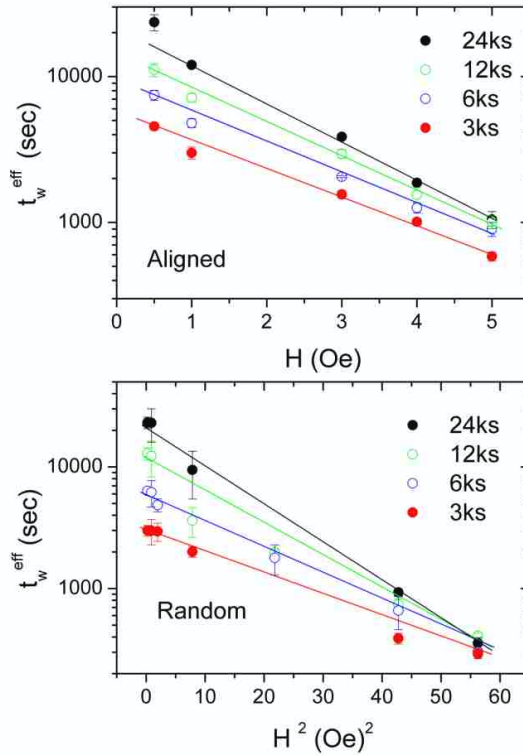 24ks
12ks
6ks
3ks
10000
1000
t_w^eff (sec)
Aligned
0 1 2 3 4 5
H (Oe)
24ks
12ks
6ks
3ks
10000
1000
t_w^eff (sec)
Random
0 10 20 30 40 50 60
H ² (Oe)²